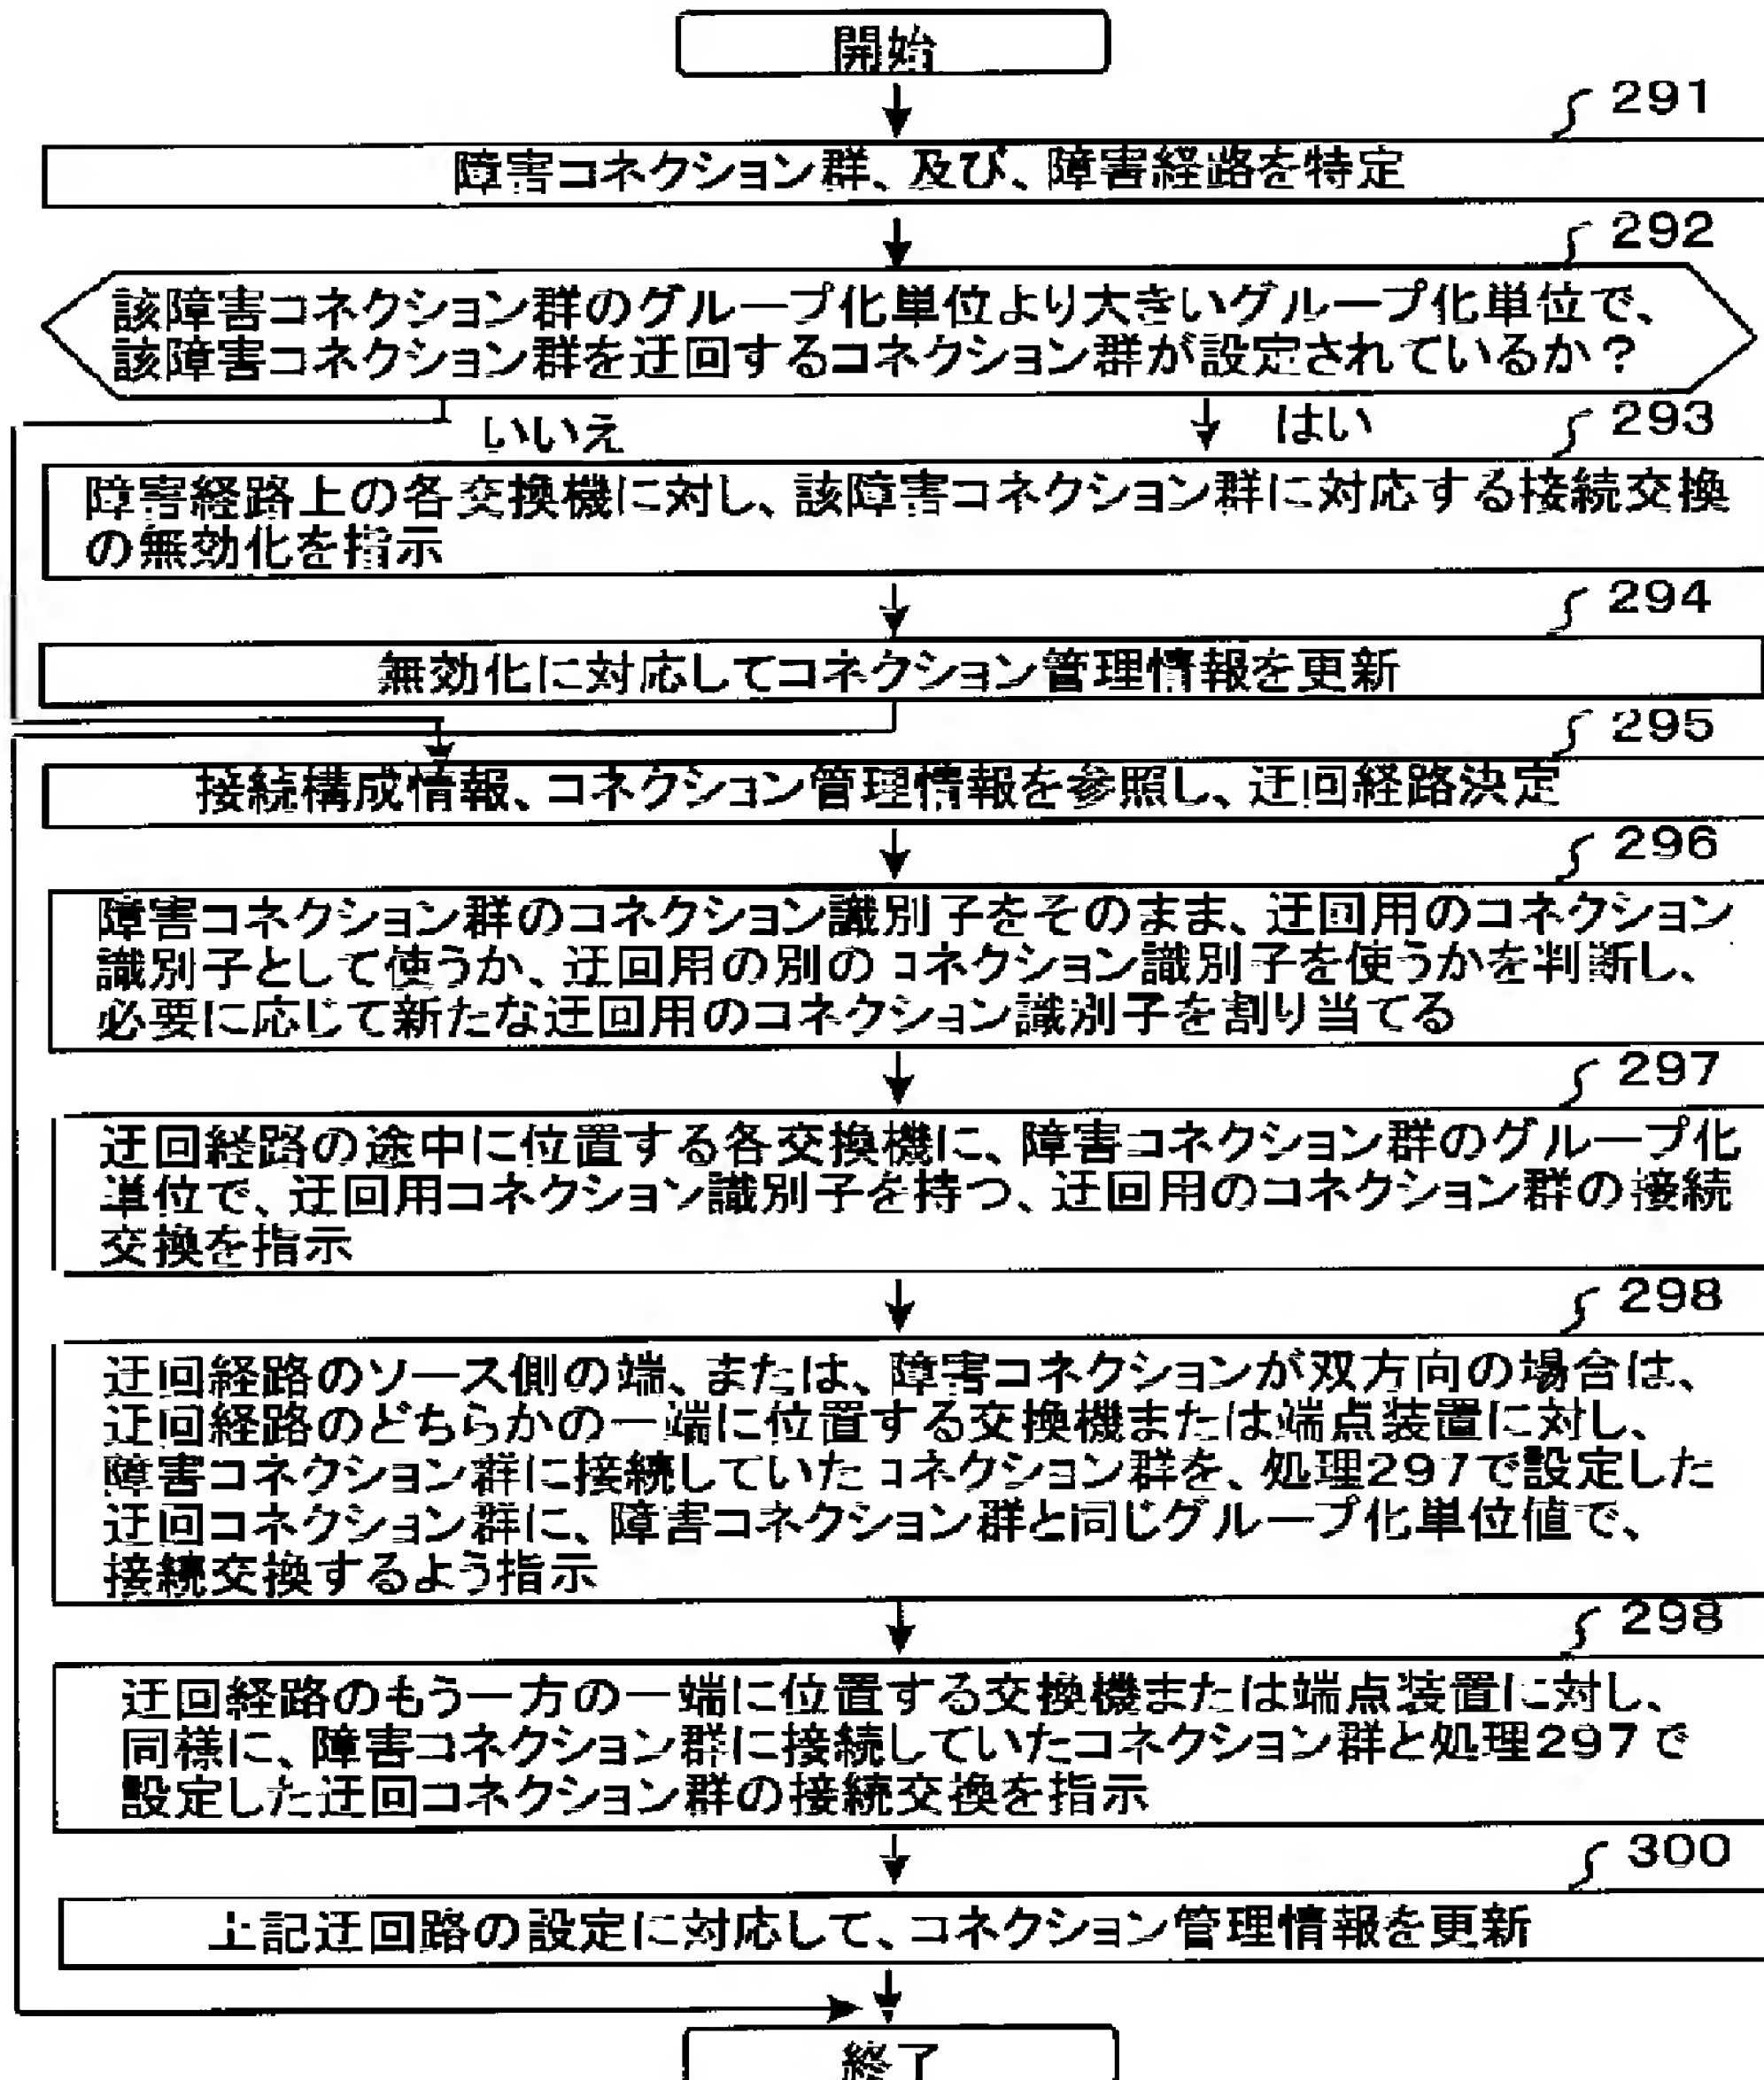 開始
291
障害コネクション群、及び、障害経路を特定
292
該障害コネクション群のグループ化単位より大きいグループ化単位で、
該障害コネクション群を迂回するコネクション群が設定されているか？
いいえ
はい
293
障害経路上の各交換機に対し、該障害コネクション群に対応する接続交換
の無効化を指示
294
無効化に対応してコネクション管理情報を更新
295
接続構成情報、コネクション管理情報を参照し、迂回経路決定
296
障害コネクション群のコネクション識別子をそのまま、迂回用のコネクション
識別子として使うか、迂回用の別のコネクション識別子を使うかを判断し、
必要に応じて新たな迂回用のコネクション識別子を割り当てる
297
迂回経路の途中に位置する各交換機に、障害コネクション群のグループ化
単位で、迂回用コネクション識別子を持つ、迂回用のコネクション群の接続
交換を指示
298
迂回経路のソース側の端、または、障害コネクションが双方向の場合は、
迂回経路のどちらかの一端に位置する交換機または端点装置に対し、
障害コネクション群に接続していたコネクション群を、処理297で設定した
迂回コネクション群に、障害コネクション群と同じグループ化単位値で、
接続交換するよう指示
298
迂回経路のもう一方の一端に位置する交換機または端点装置に対し、
同様に、障害コネクション群に接続していたコネクション群と処理297で
設定した迂回コネクション群の接続交換を指示
300
上記迂回路の設定に対応して、コネクション管理情報を更新
終了